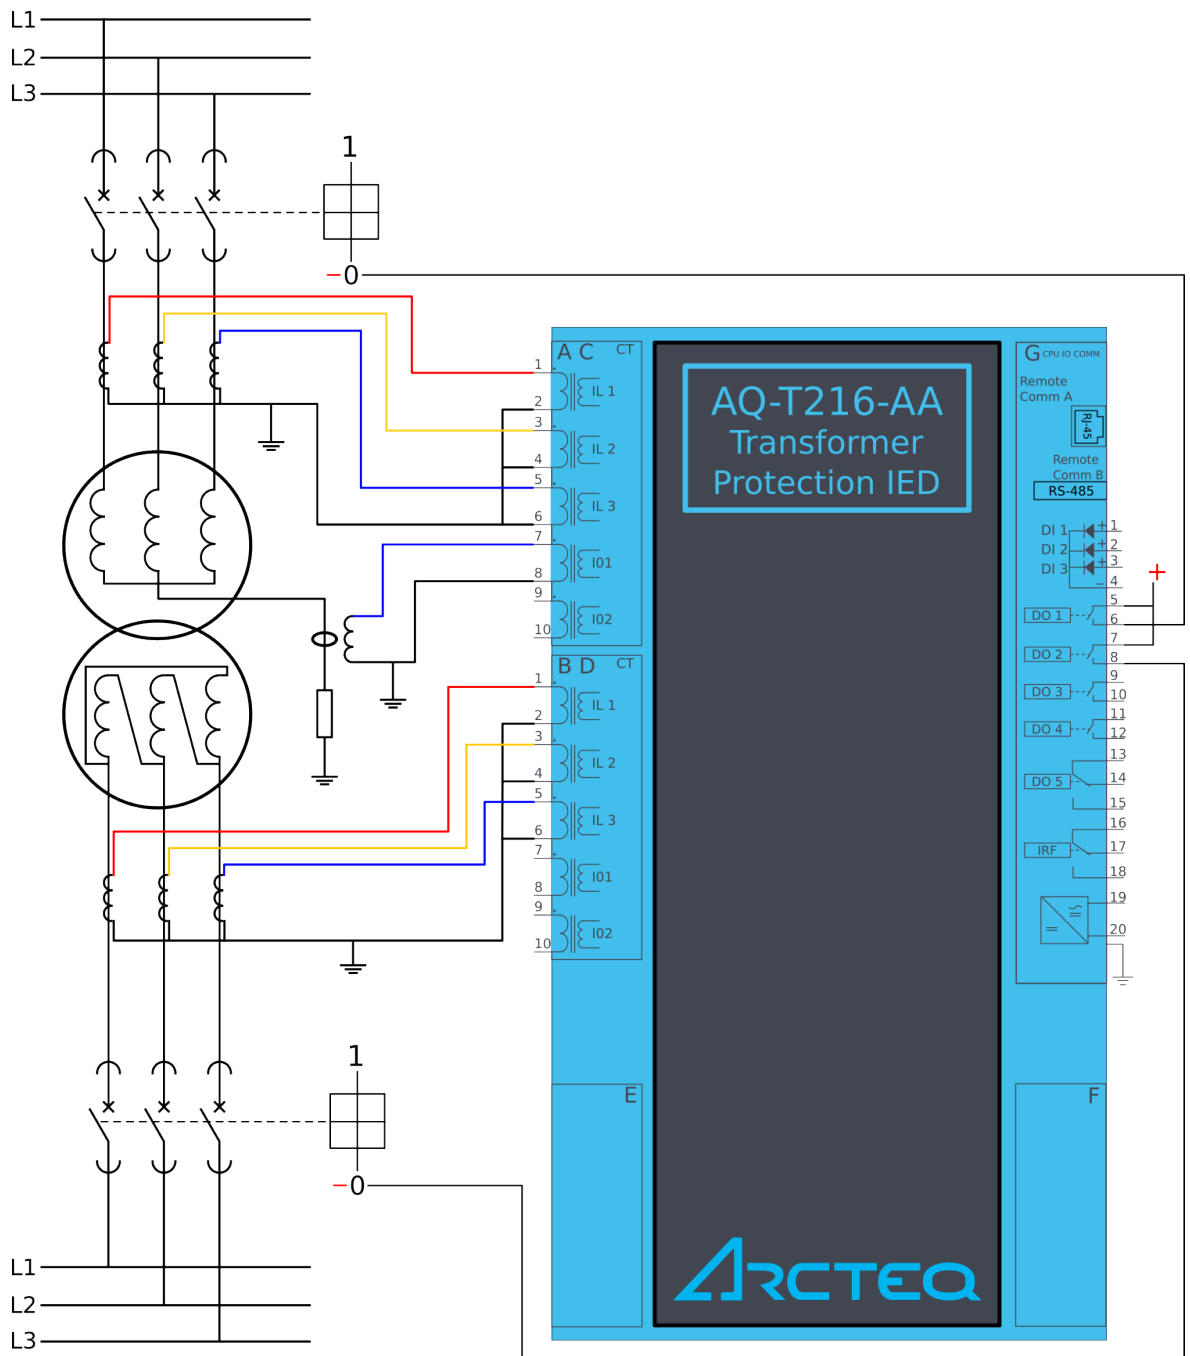 L1
L2
L3
1
−0
A C CT
1
2
3
4
5
6
7
8
9
10
IL 1
IL 2
IL 3
I01
I02
B D CT
1
2
3
4
5
6
7
8
9
10
IL 1
IL 2
IL 3
I01
I02
E
AQ-T216-AA
Transformer
Protection IED
ARCTEQ
G CPU IO COMM
Remote
Comm A
RJ-45
Remote
Comm B
RS-485
DI 1 + 1
DI 2 + 2
DI 3 + 3
− 4
+
5
DO 1
6
7
DO 2
8
9
DO 3
10
11
DO 4
12
13
DO 5
14
15
16
IRF
17
18
19
20
F
1
−0
L1
L2
L3